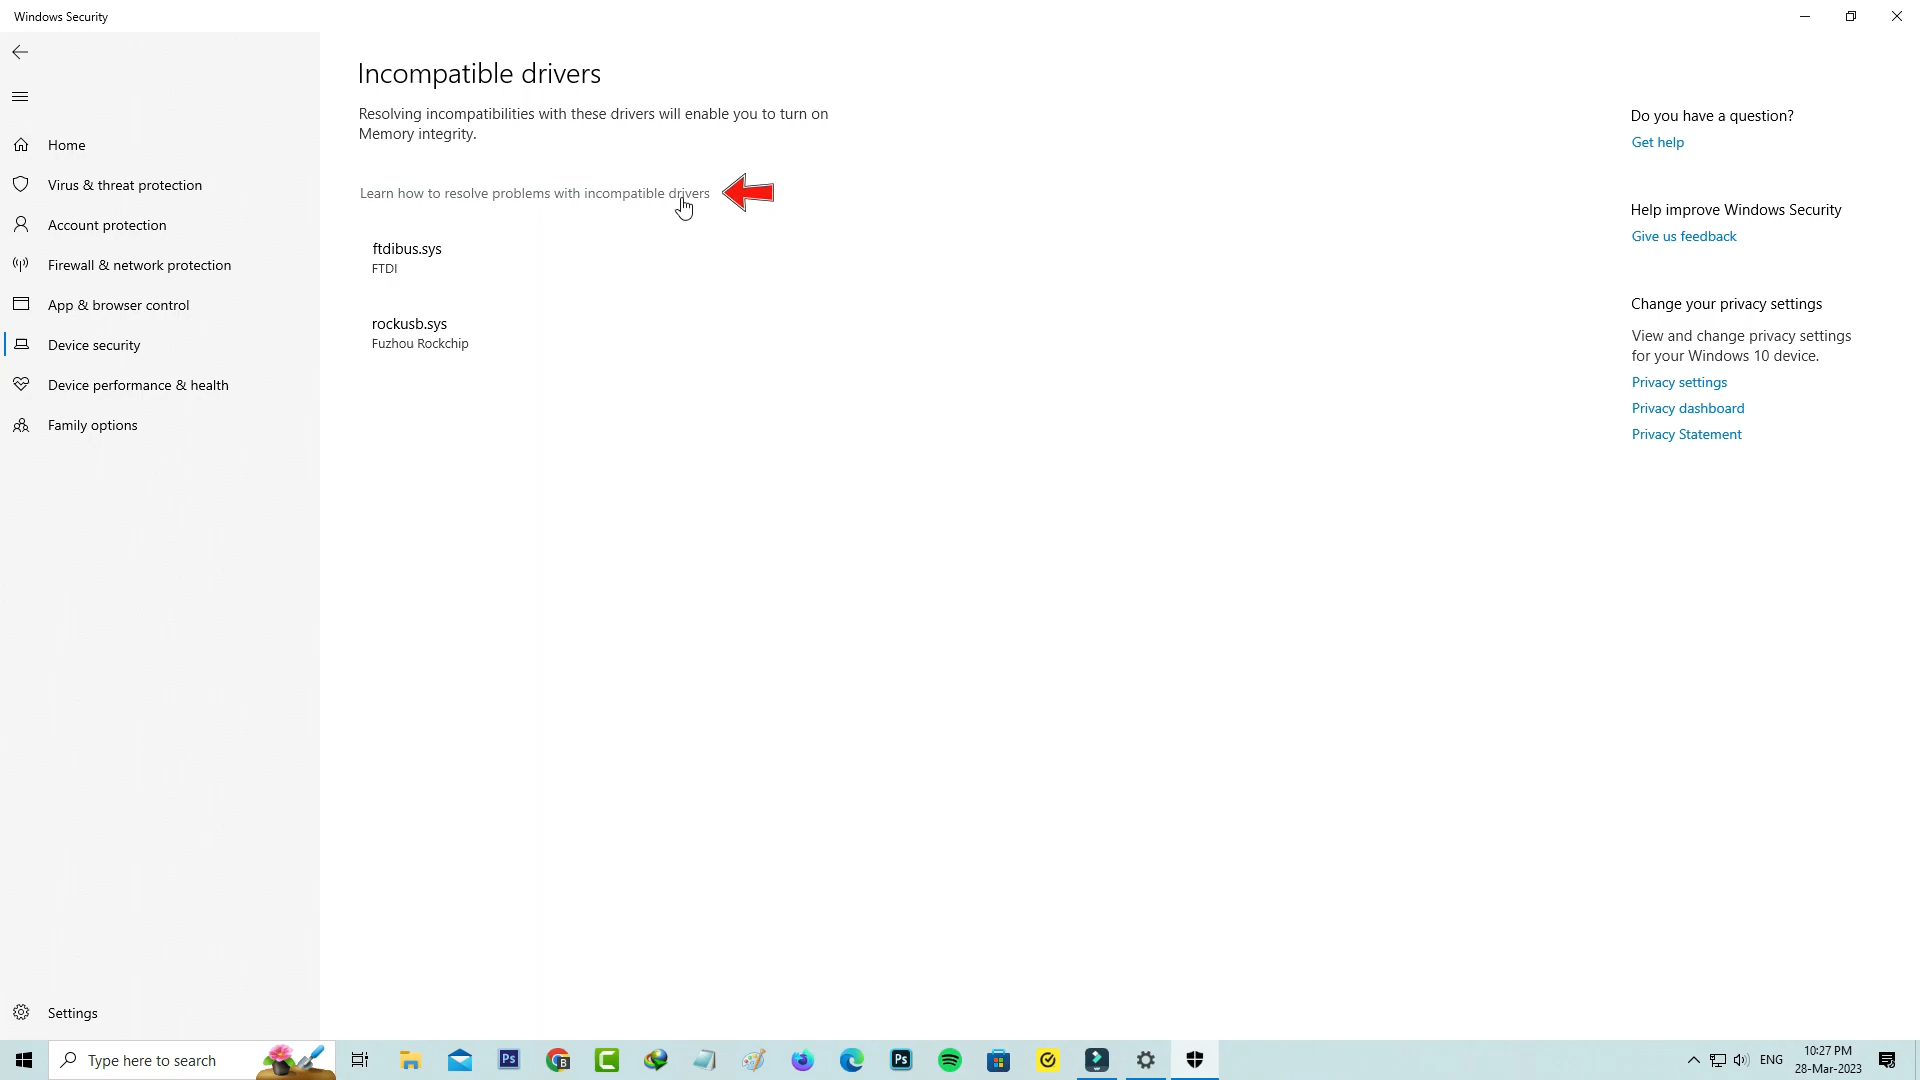 Windows Security
Home
Virus & threat protection
Account protection
Firewall & network protection
App & browser control
Device security
Device performance & health
Family options
Settings
Incompatible drivers
Resolving incompatibilities with these drivers will enable you to turn on
Memory integrity.
Learn how to resolve problems with incompatible drivers
ftdibus.sys
FTDI
rockusb.sys
Fuzhou Rockchip
Do you have a question?
Get help
Help improve Windows Security
Give us feedback
Change your privacy settings
View and change privacy settings
for your Windows 10 device.
Privacy settings
Privacy dashboard
Privacy Statement
Type here to search
Ps
B
C
Ps
ENG
10:27 PM
28-Mar-2023